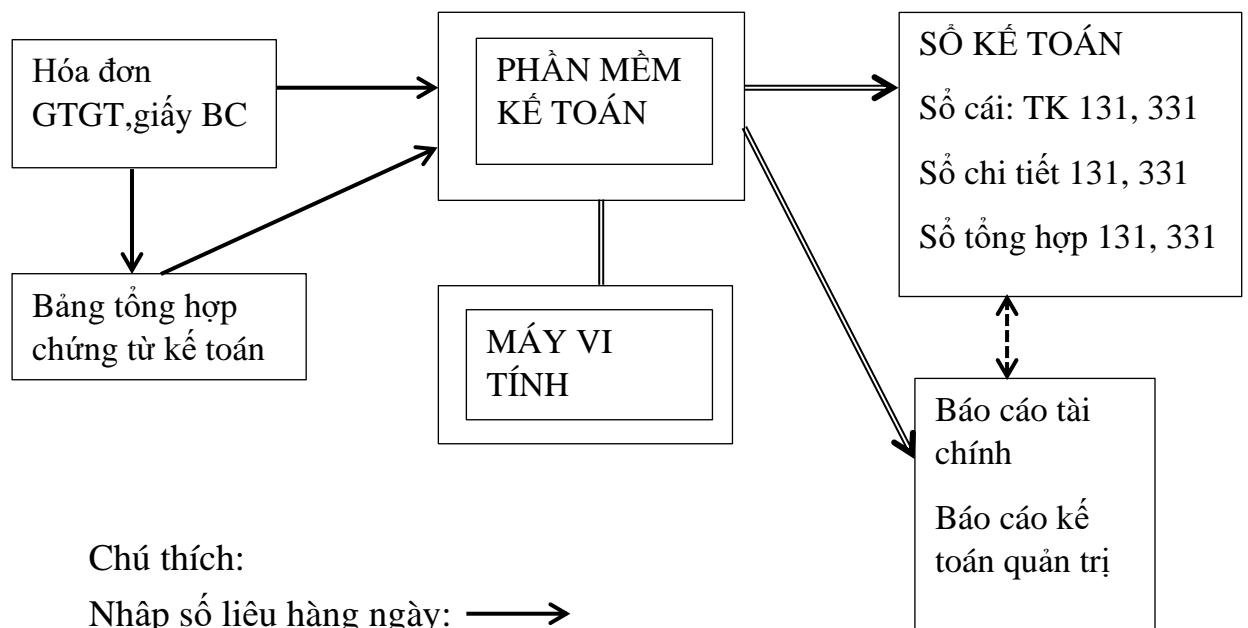 Hóa đơn
GTGT,giấy BC
PHẦN MỀM
KẾ TOÁN
SỔ KẾ TOÁN
Sổ cái: TK 131, 331
Sổ chi tiết 131, 331
Sổ tổng hợp 131, 331
Bảng tổng hợp
chứng từ kế toán
MÁY VI
TÍNH
Báo cáo tài
chính
Báo cáo kế
toán quản trị
Chú thích:
Nhập số liệu hàng ngày: